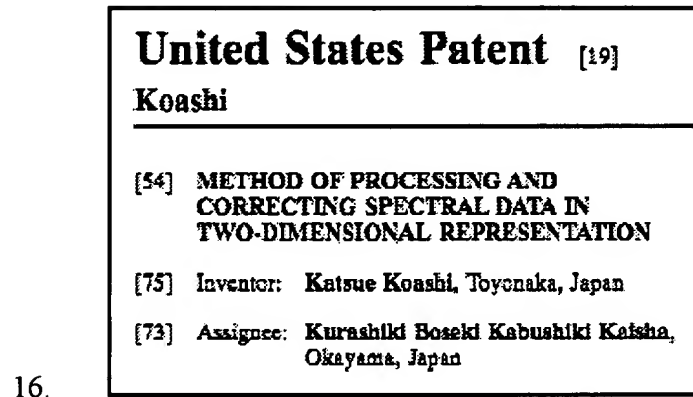 United States Patent [19]
Koashi
[54] METHOD OF PROCESSING AND
CORRECTING SPECTRAL DATA IN
TWO-DIMENSIONAL REPRESENTATION
[75] Inventor: Katsue Koashi, Toyonaka, Japan
[73] Assignee: Kurashiki Boseki Kabushiki Kaisha,
Okayama, Japan
16.